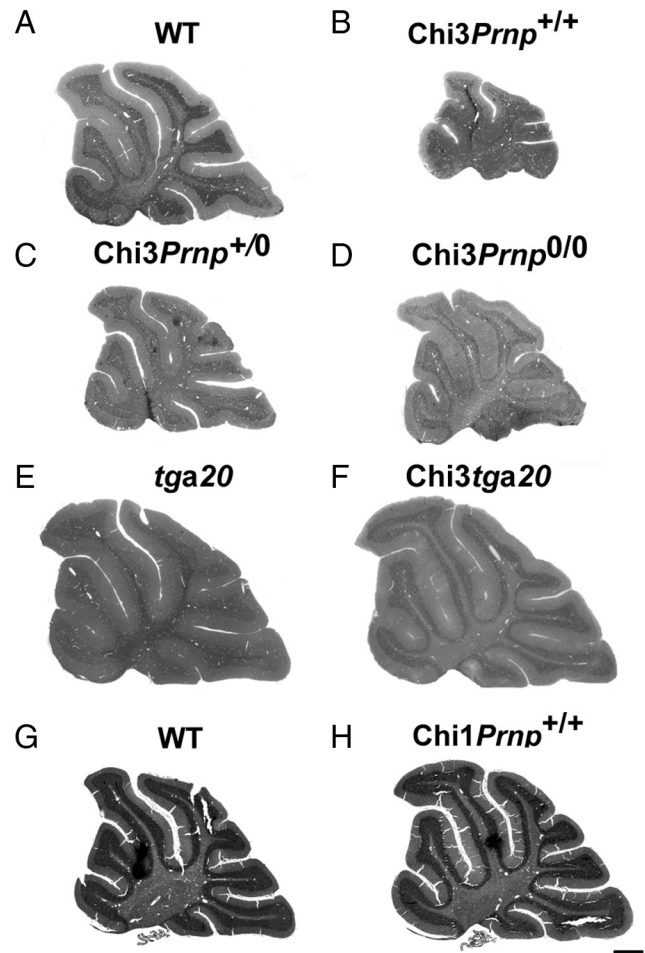 A WT
B Chi3Prnp+/+
C Chi3Prnp+/0
D Chi3Prnp0/0
E tga20
F Chi3tga20
G WT
H Chi1Prnp+/+